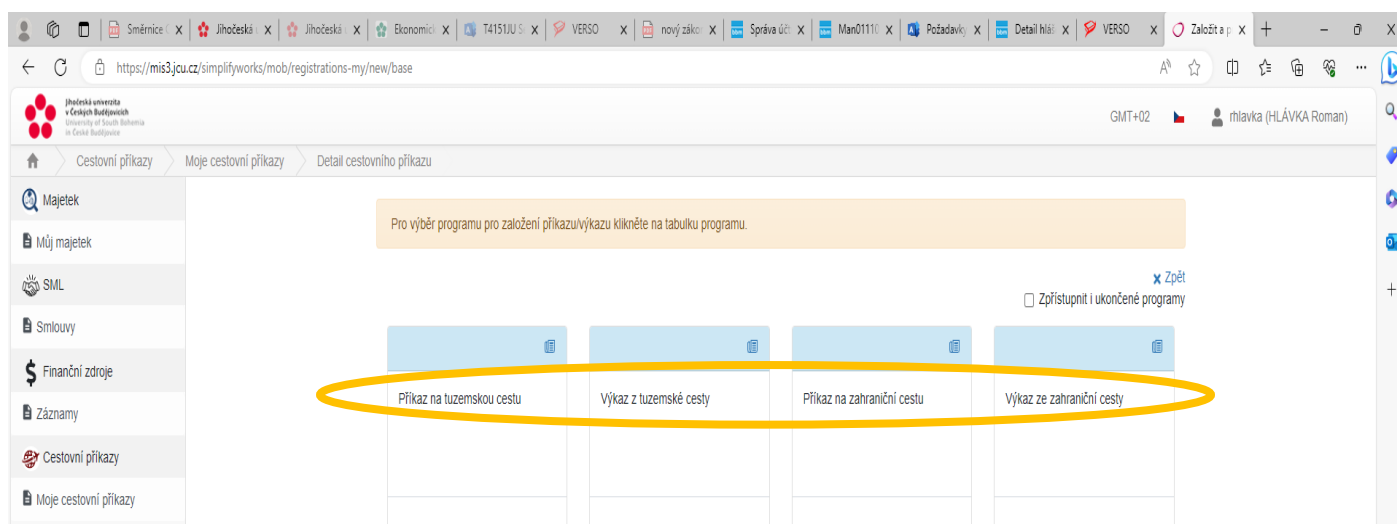 Směrnice
Jihočeská
Jihočeská
Ekonomick
T4151JU S
VERSO
nový záko
Správa účt
Man01110
Požadavky
Detail hláš
VERSO
Založit a p
https://mis3.jcu.cz/simplifyworks/mob/registrations-my/new/base
Jihočeská univerzita
v Českých Budějovicích
University of South Bohemia
in České Budějovice
GMT+02
rhlavka (HLÁVKA Roman)
Cestovní příkazy
Moje cestovní příkazy
Detail cestovního příkazu
Majetek
Můj majetek
SML
Smlouvy
Finanční zdroje
Záznamy
Cestovní příkazy
Moje cestovní příkazy
Pro výběr programu pro založení příkazu/výkazu klikněte na tabulku programu.
Zpět
Zpřístupnit i ukončené programy
Příkaz na tuzemskou cestu
Výkaz z tuzemské cesty
Příkaz na zahraniční cestu
Výkaz ze zahraniční cesty